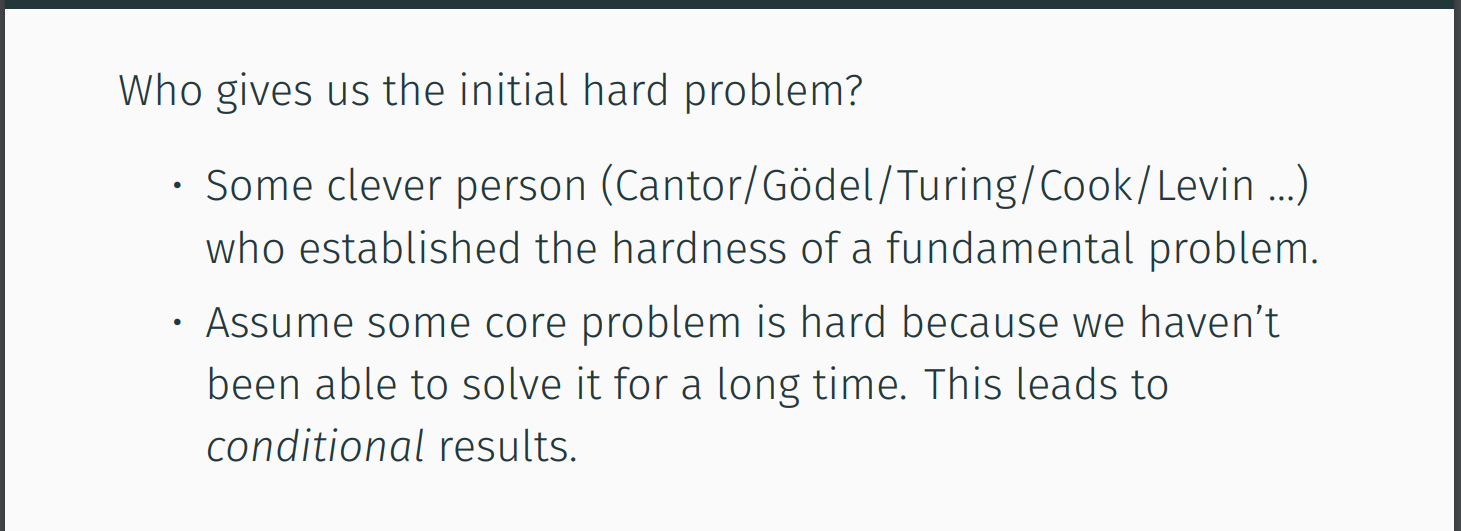 Who gives us the initial hard problem?
• Some clever person (Cantor/Gödel/Turing/Cook/Levin ...)
who established the hardness of a fundamental problem.
• Assume some core problem is hard because we haven’t
been able to solve it for a long time. This leads to
conditional results.